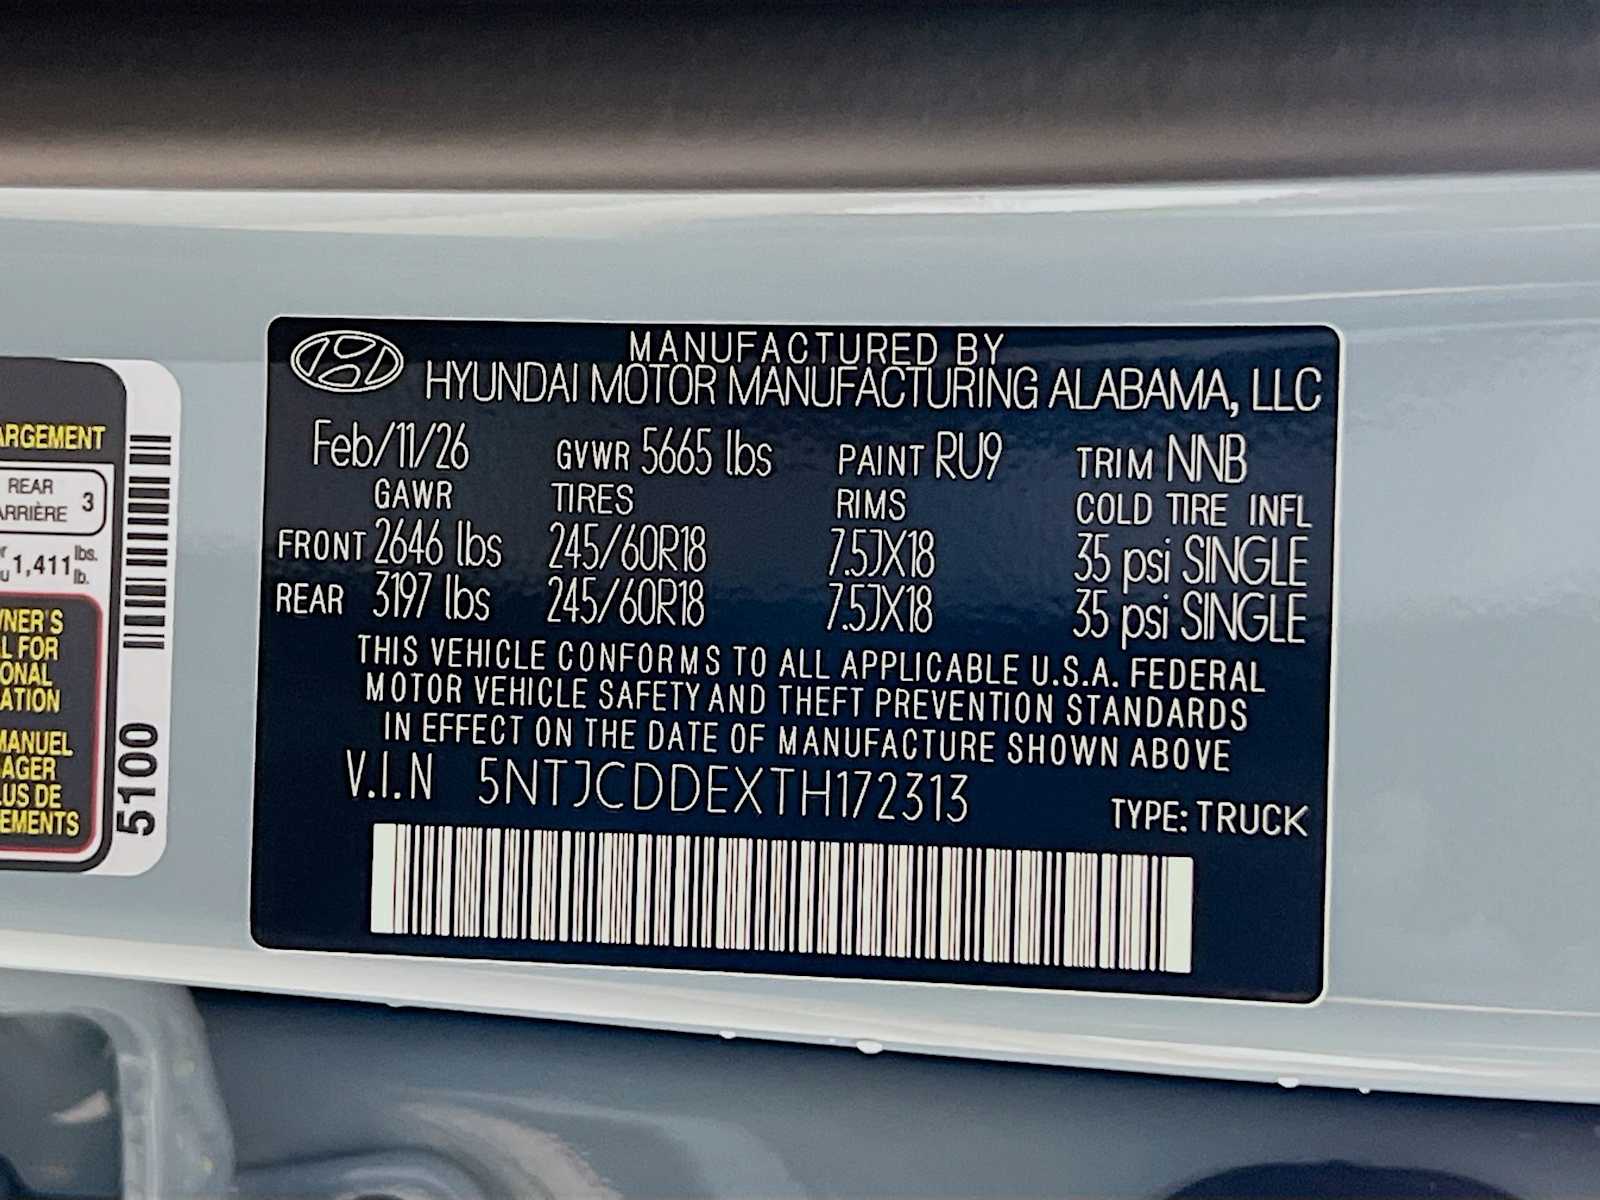 ARGEMENT
REAR
ARRIÈRE 3
1,411 lbs.
lb.
WNER'S
L FOR
ONAL
ATION
MANUEL
AGER
LUS DE
EMENTS
5100
MANUFACTURED BY
HYUNDAI MOTOR MANUFACTURING ALABAMA, LLC
Feb/11/26 GVWR 5665 lbs PAINT RU9 TRIM NNB
GAWR TIRES RIMS COLD TIRE INFL
FRONT 2646 lbs 245/60R18 7.5JX18 35 psi SINGLE
REAR 3197 lbs 245/60R18 7.5JX18 35 psi SINGLE
THIS VEHICLE CONFORMS TO ALL APPLICABLE U.S.A. FEDERAL
MOTOR VEHICLE SAFETY AND THEFT PREVENTION STANDARDS
IN EFFECT ON THE DATE OF MANUFACTURE SHOWN ABOVE
V.I.N 5NTJCDDEXTH172313
TYPE: TRUCK